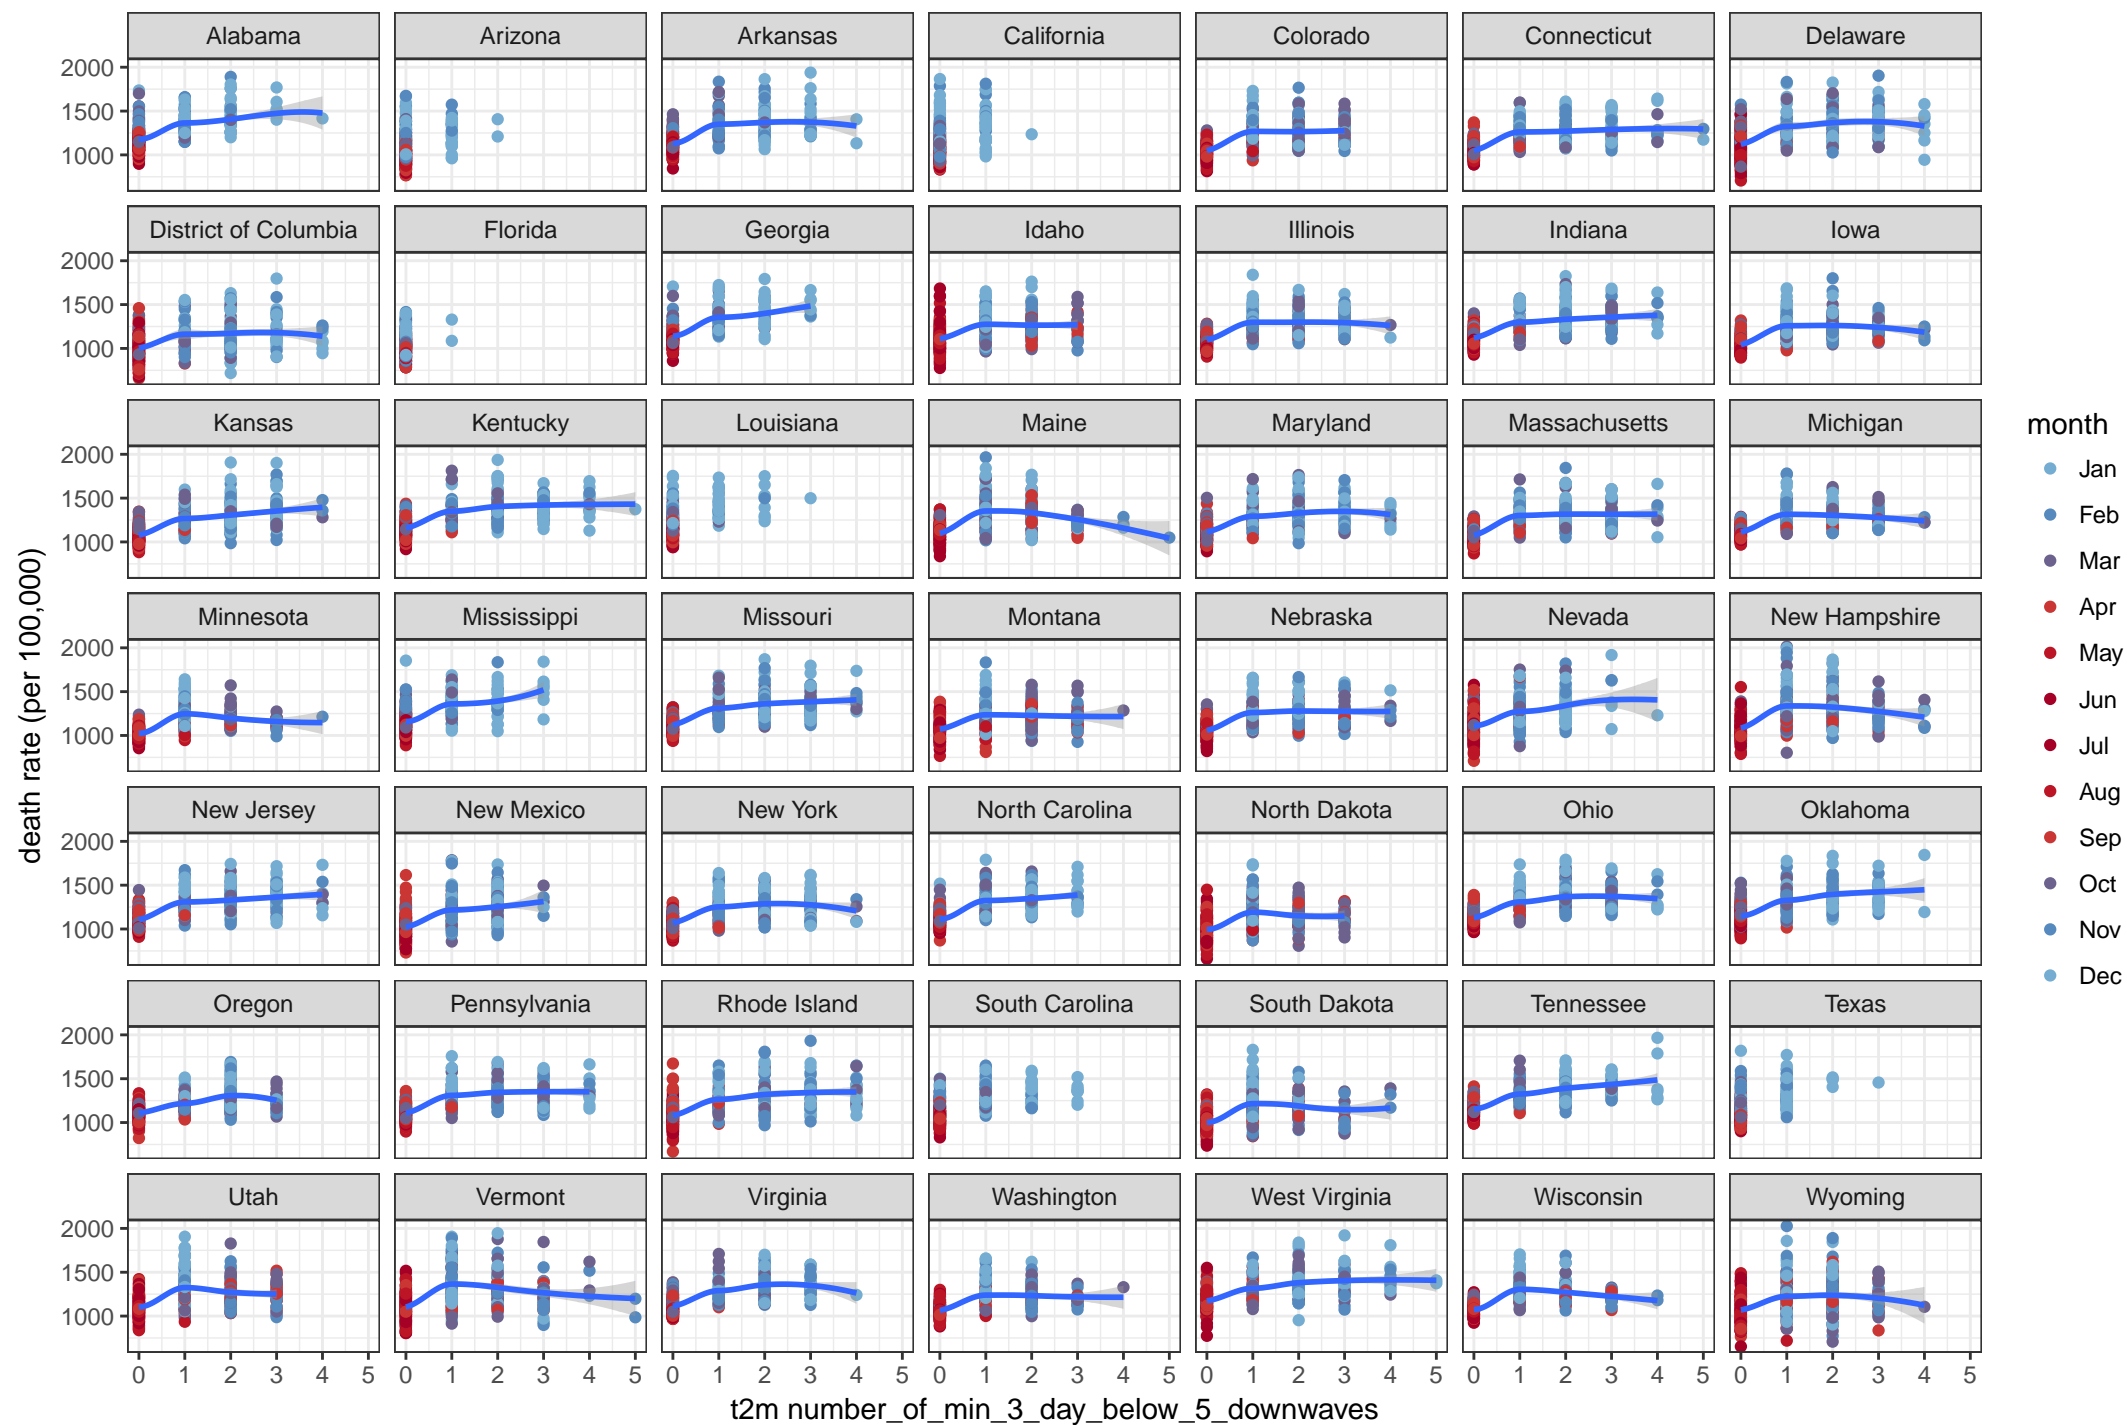 Alabama Arizona Arkansas California Colorado Connecticut Delaware
2000
1500
1000
District of Columbia Florida Georgia Idaho Illinois Indiana Iowa
2000
1500
1000
Kansas Kentucky Louisiana Maine Maryland Massachusetts Michigan
2000
1500
1000
Minnesota Mississippi Missouri Montana Nebraska Nevada New Hampshire
2000
1500
1000
New Jersey New Mexico New York North Carolina North Dakota Ohio Oklahoma
2000
1500
1000
Oregon Pennsylvania Rhode Island South Carolina South Dakota Tennessee Texas
2000
1500
1000
Utah Vermont Virginia Washington West Virginia Wisconsin Wyoming
2000
1500
1000
0 1 2 3 4 5 0 1 2 3 4 5 0 1 2 3 4 5 0 1 2 3 4 5 0 1 2 3 4 5 0 1 2 3 4 5 0 1 2 3 4 5
t2m number_of_min_3_day_below_5_downwaves
death rate (per 100,000)
month
Jan
Feb
Mar
Apr
May
Jun
Jul
Aug
Sep
Oct
Nov
Dec